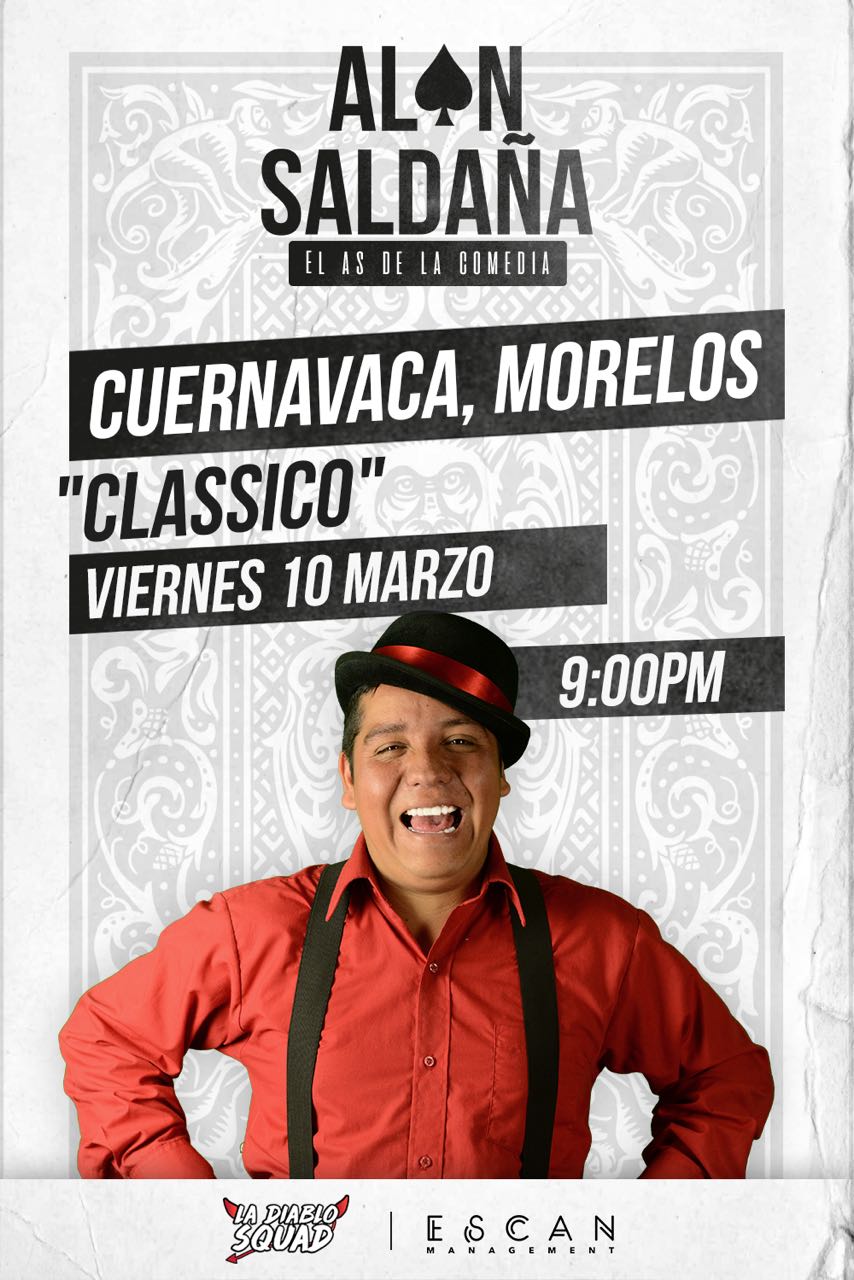 AL♠N
SALDAÑA
EL AS DE LA COMEDIA
CUERNAVACA, MORELOS
"CLASSICO"
VIERNES 10 MARZO
9:00PM
LA DIABLO
SQUAD
ESCAN
MANAGEMENT